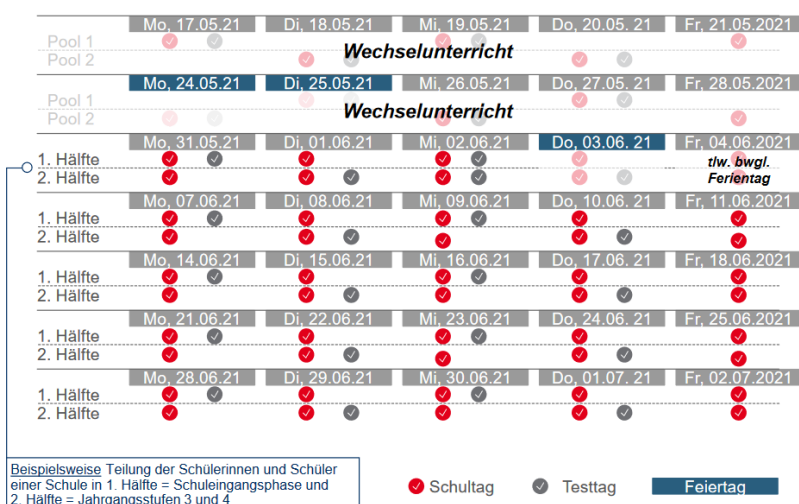 Mo, 17.05.21 Di, 18.05.21 Mi, 19.05.21 Do, 20.05. 21 Fr, 21.05.2021
Pool 1
Wechselunterricht
Pool 2
Mo, 24.05.21 Di, 25.05.21 Mi, 26.05.21 Do, 27.05. 21 Fr, 28.05.2021
Pool 1
Wechselunterricht
Pool 2
Mo, 31.05.21 Di, 01.06.21 Mi, 02.06.21 Do, 03.06. 21 Fr, 04.06.2021
1. Hälfte tlw. bwgl.
2. Hälfte Ferientag
Mo, 07.06.21 Di, 08.06.21 Mi, 09.06.21 Do, 10.06. 21 Fr, 11.06.2021
1. Hälfte
2. Hälfte
Mo, 14.06.21 Di, 15.06.21 Mi, 16.06.21 Do, 17.06. 21 Fr, 18.06.2021
1. Hälfte
2. Hälfte
Mo, 21.06.21 Di, 22.06.21 Mi, 23.06.21 Do, 24.06. 21 Fr, 25.06.2021
1. Hälfte
2. Hälfte
Mo, 28.06.21 Di, 29.06.21 Mi, 30.06.21 Do, 01.07. 21 Fr, 02.07.2021
1. Hälfte
2. Hälfte
Beispielsweise Teilung der Schülerinnen und Schüler
einer Schule in 1. Hälfte = Schuleingangsphase und
2. Hälfte = Jahrgangsstufen 3 und 4
Schultag Testtag Feiertag